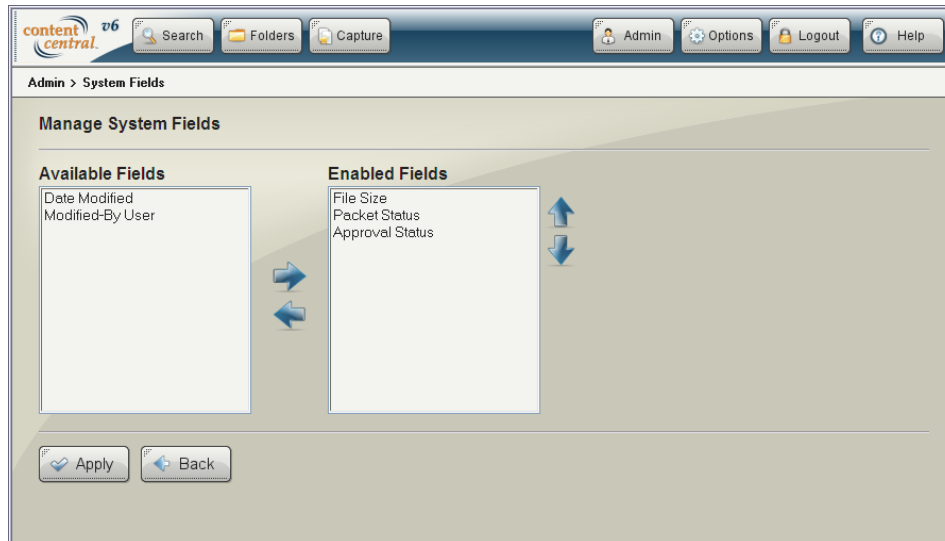 content central. v6 Search Folders Capture Admin Options Logout Help
Admin > System Fields
Manage System Fields
Available Fields
Date Modified
Modified-By User
Enabled Fields
File Size
Packet Status
Approval Status
Apply Back